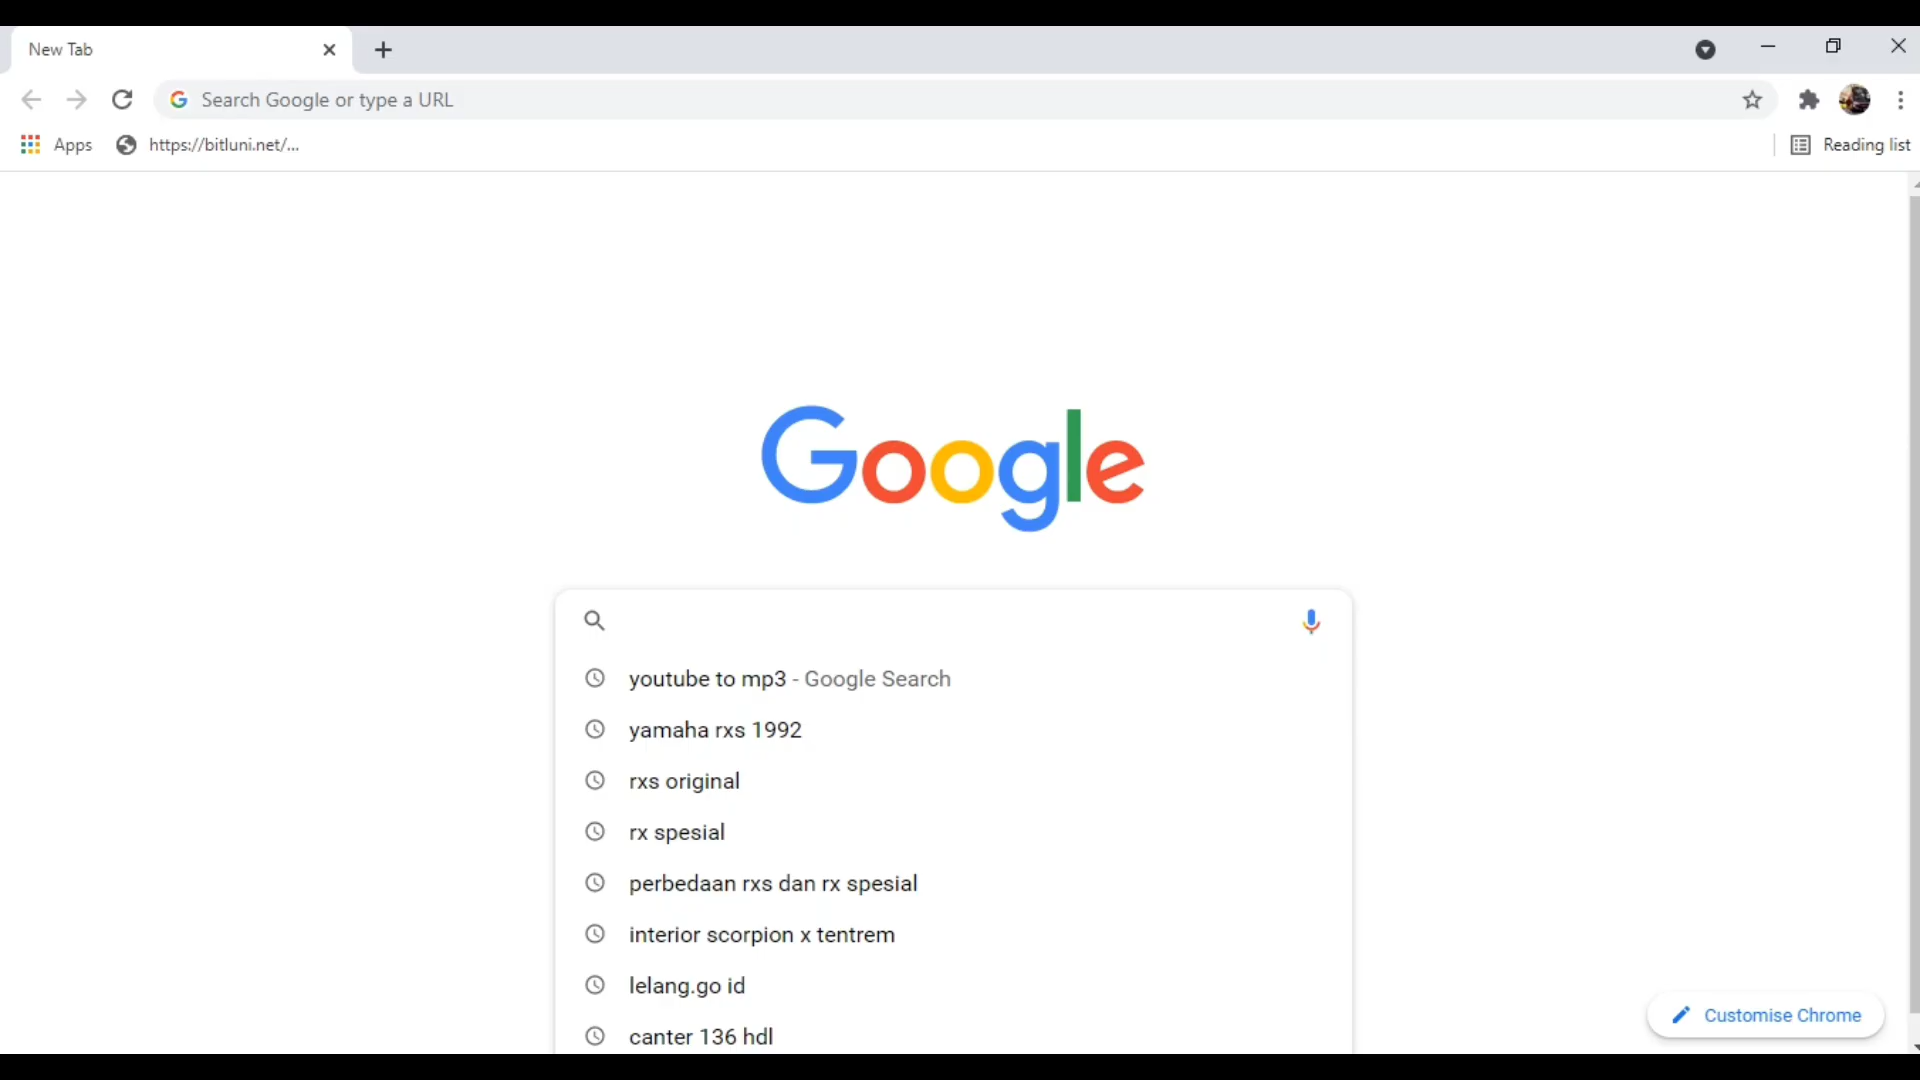 New Tab
Search Google or type a URL
Apps
https://bitluni.net/...
Reading list
Google
youtube to mp3 - Google Search
yamaha rxs 1992
rxs original
rx spesial
perbedaan rxs dan rx spesial
interior scorpion x tentrem
lelang.go id
canter 136 hdl
Customise Chrome